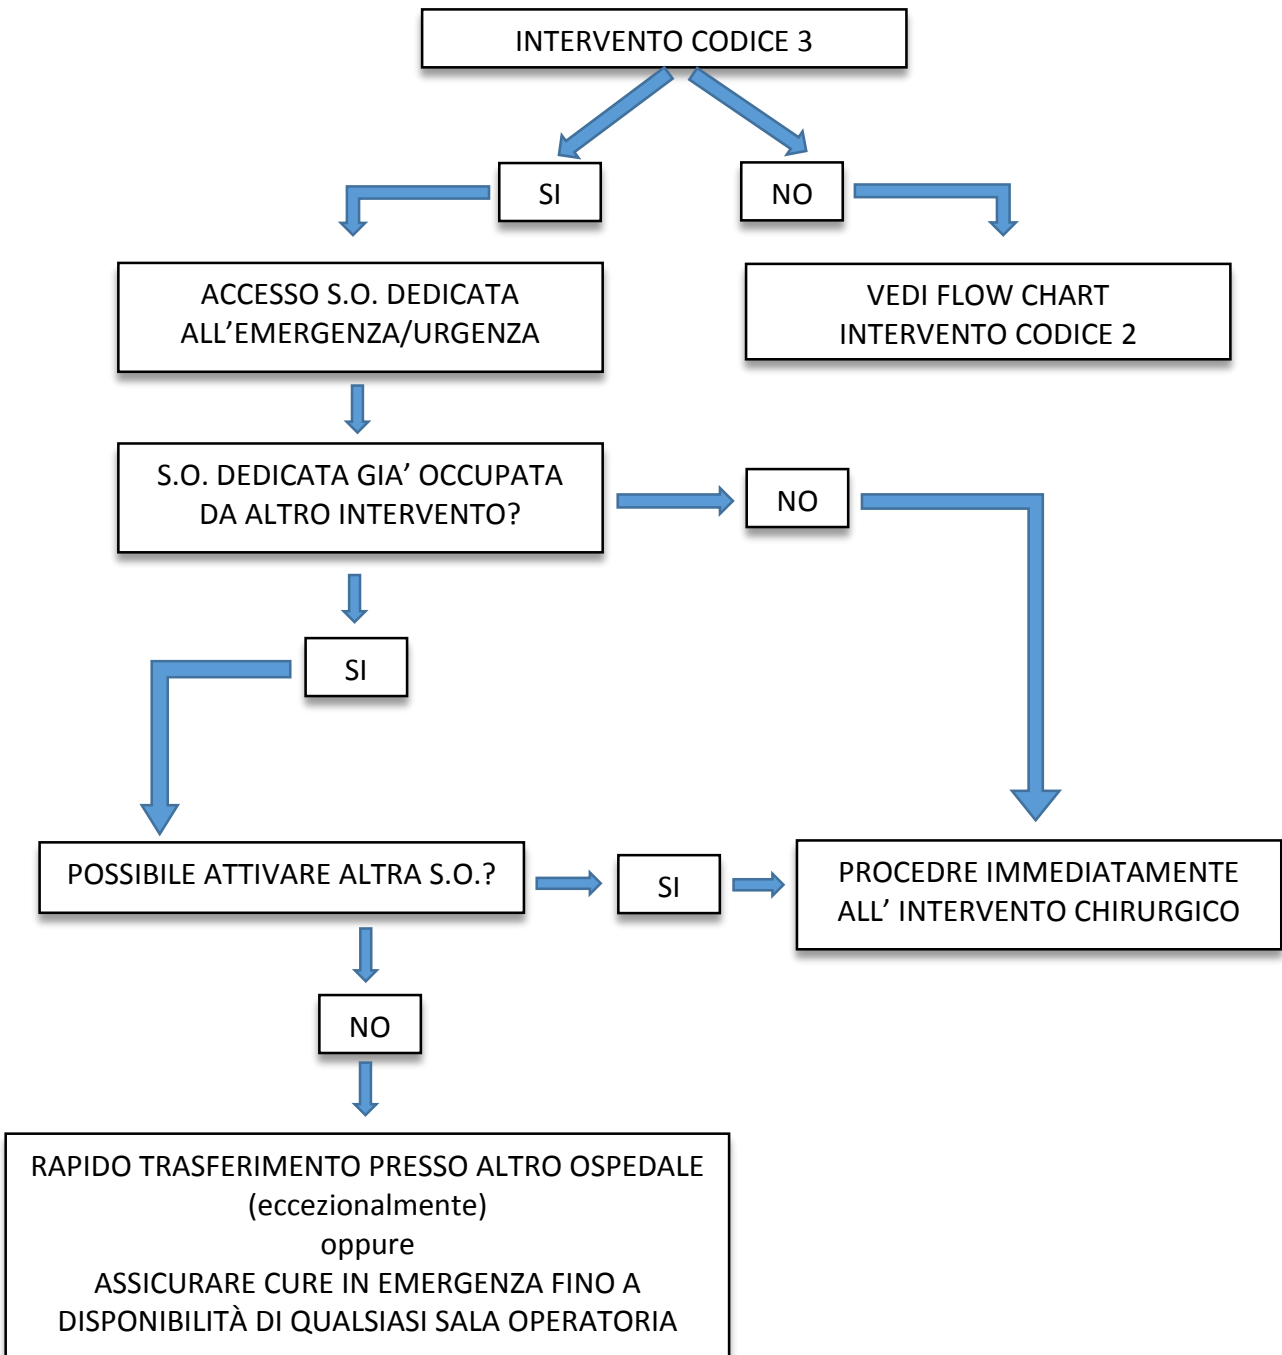 INTERVENTO CODICE 3
SI
NO
ACCESSO S.O. DEDICATA
ALL’EMERGENZA/URGENZA
VEDI FLOW CHART
INTERVENTO CODICE 2
S.O. DEDICATA GIA’ OCCUPATA
DA ALTRO INTERVENTO?
NO
SI
POSSIBILE ATTIVARE ALTRA S.O.?
SI
PROCEDRE IMMEDIATAMENTE
ALL’ INTERVENTO CHIRURGICO
NO
RAPIDO TRASFERIMENTO PRESSO ALTRO OSPEDALE
(eccezionalmente)
oppure
ASSICURARE CURE IN EMERGENZA FINO A
DISPONIBILITÀ DI QUALSIASI SALA OPERATORIA